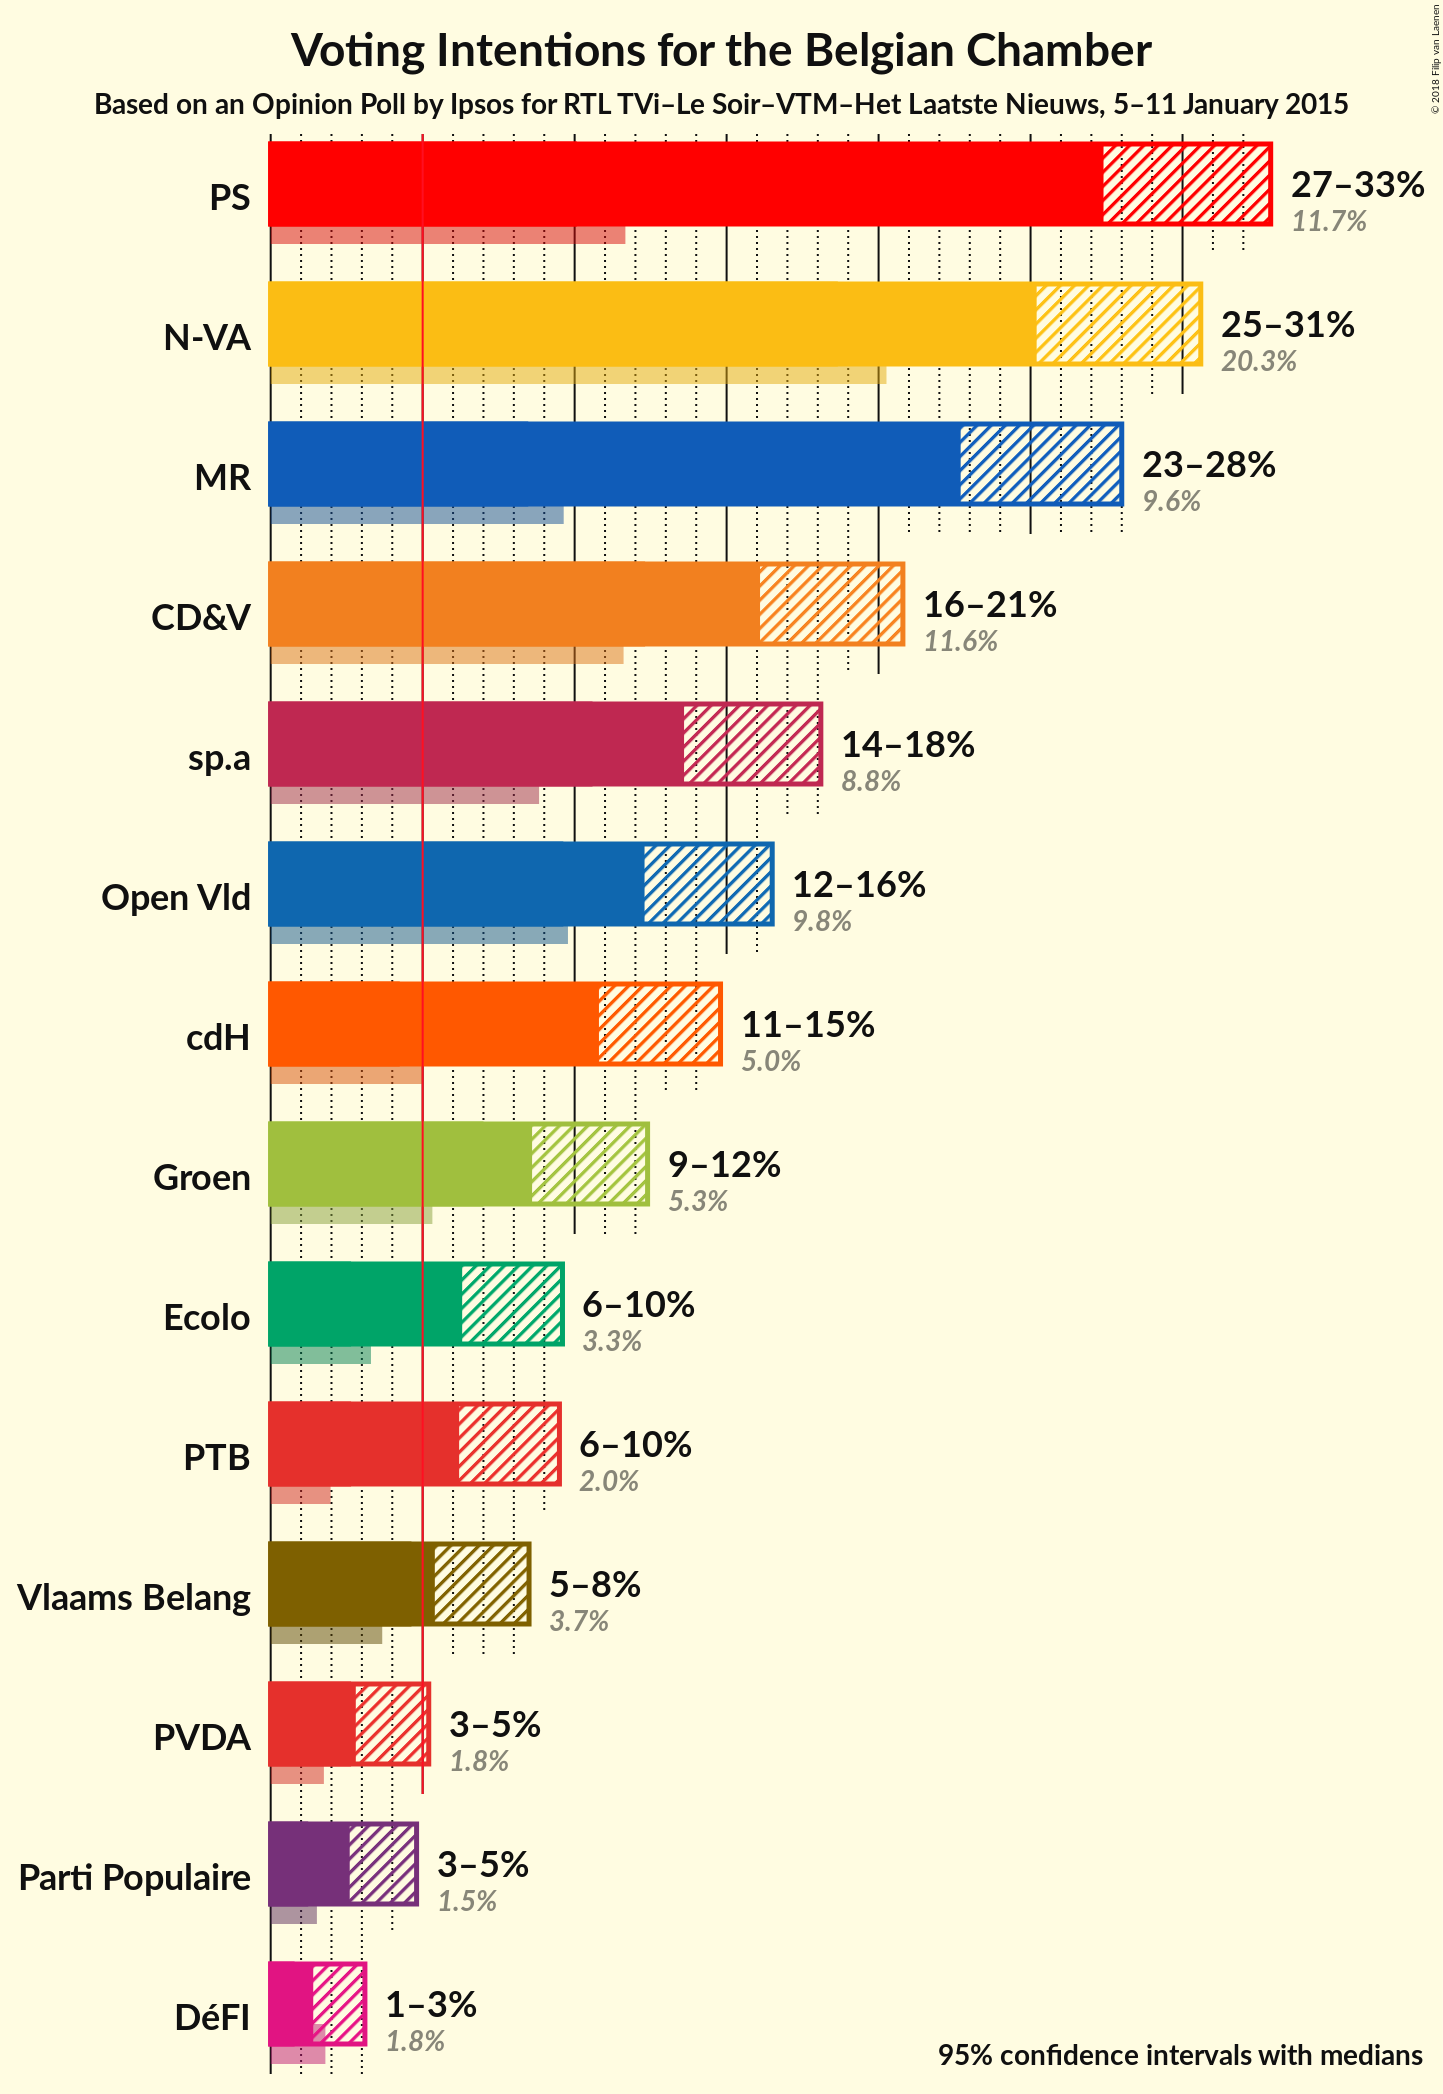 Voting Intentions for the Belgian Chamber
Based on an Opinion Poll by Ipsos for RTL TVi–Le Soir–VTM–Het Laatste Nieuws, 5–11 January 2015
© 2018 Filip van Laenen
PS
27–33%
11.7%
N-VA
25–31%
20.3%
MR
23–28%
9.6%
CD&V
16–21%
11.6%
sp.a
14–18%
8.8%
Open Vld
12–16%
9.8%
cdH
11–15%
5.0%
Groen
9–12%
5.3%
Ecolo
6–10%
3.3%
PTB
6–10%
2.0%
Vlaams Belang
5–8%
3.7%
PVDA
3–5%
1.8%
Parti Populaire
3–5%
1.5%
DéFI
1–3%
1.8%
95% confidence intervals with medians